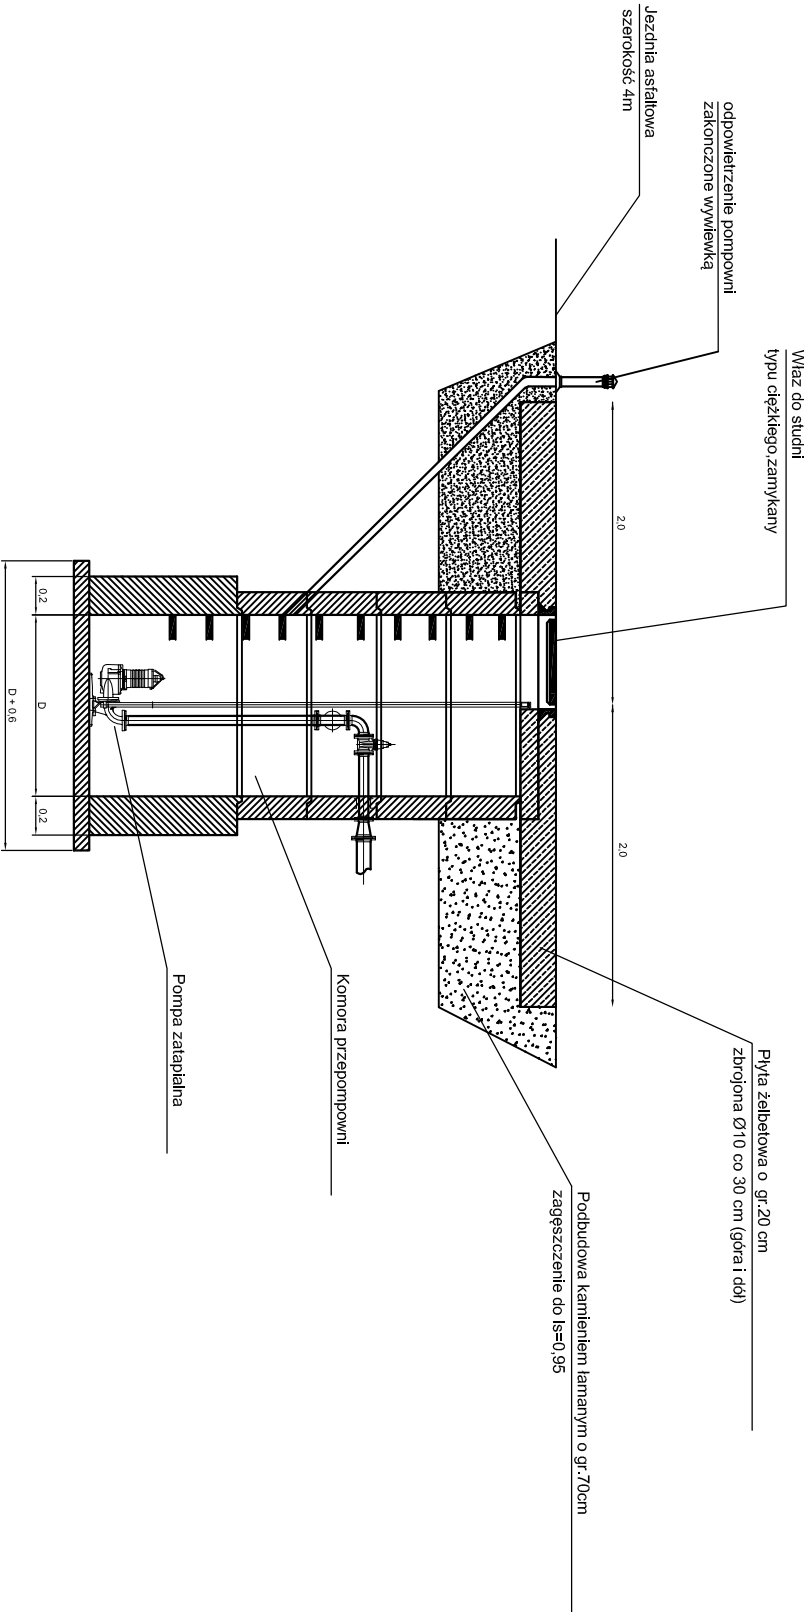 Jezdnia asfaltowa
szerokość 4m
odpowietrzenie pompowni
zakonczone wywiewką
Właz do studni
typu ciężkiego,zamykany
2,0
2,0
Płyta żelbetowa o gr.20 cm
zbrojona Ø10 co 30 cm (góra i dół)
Podbudowa kamieniem łamanym o gr.70cm
zagęszczenie do Is=0,95
Komora przepompowni
Pompa zatapialna
0,2
D
0,2
D + 0,6